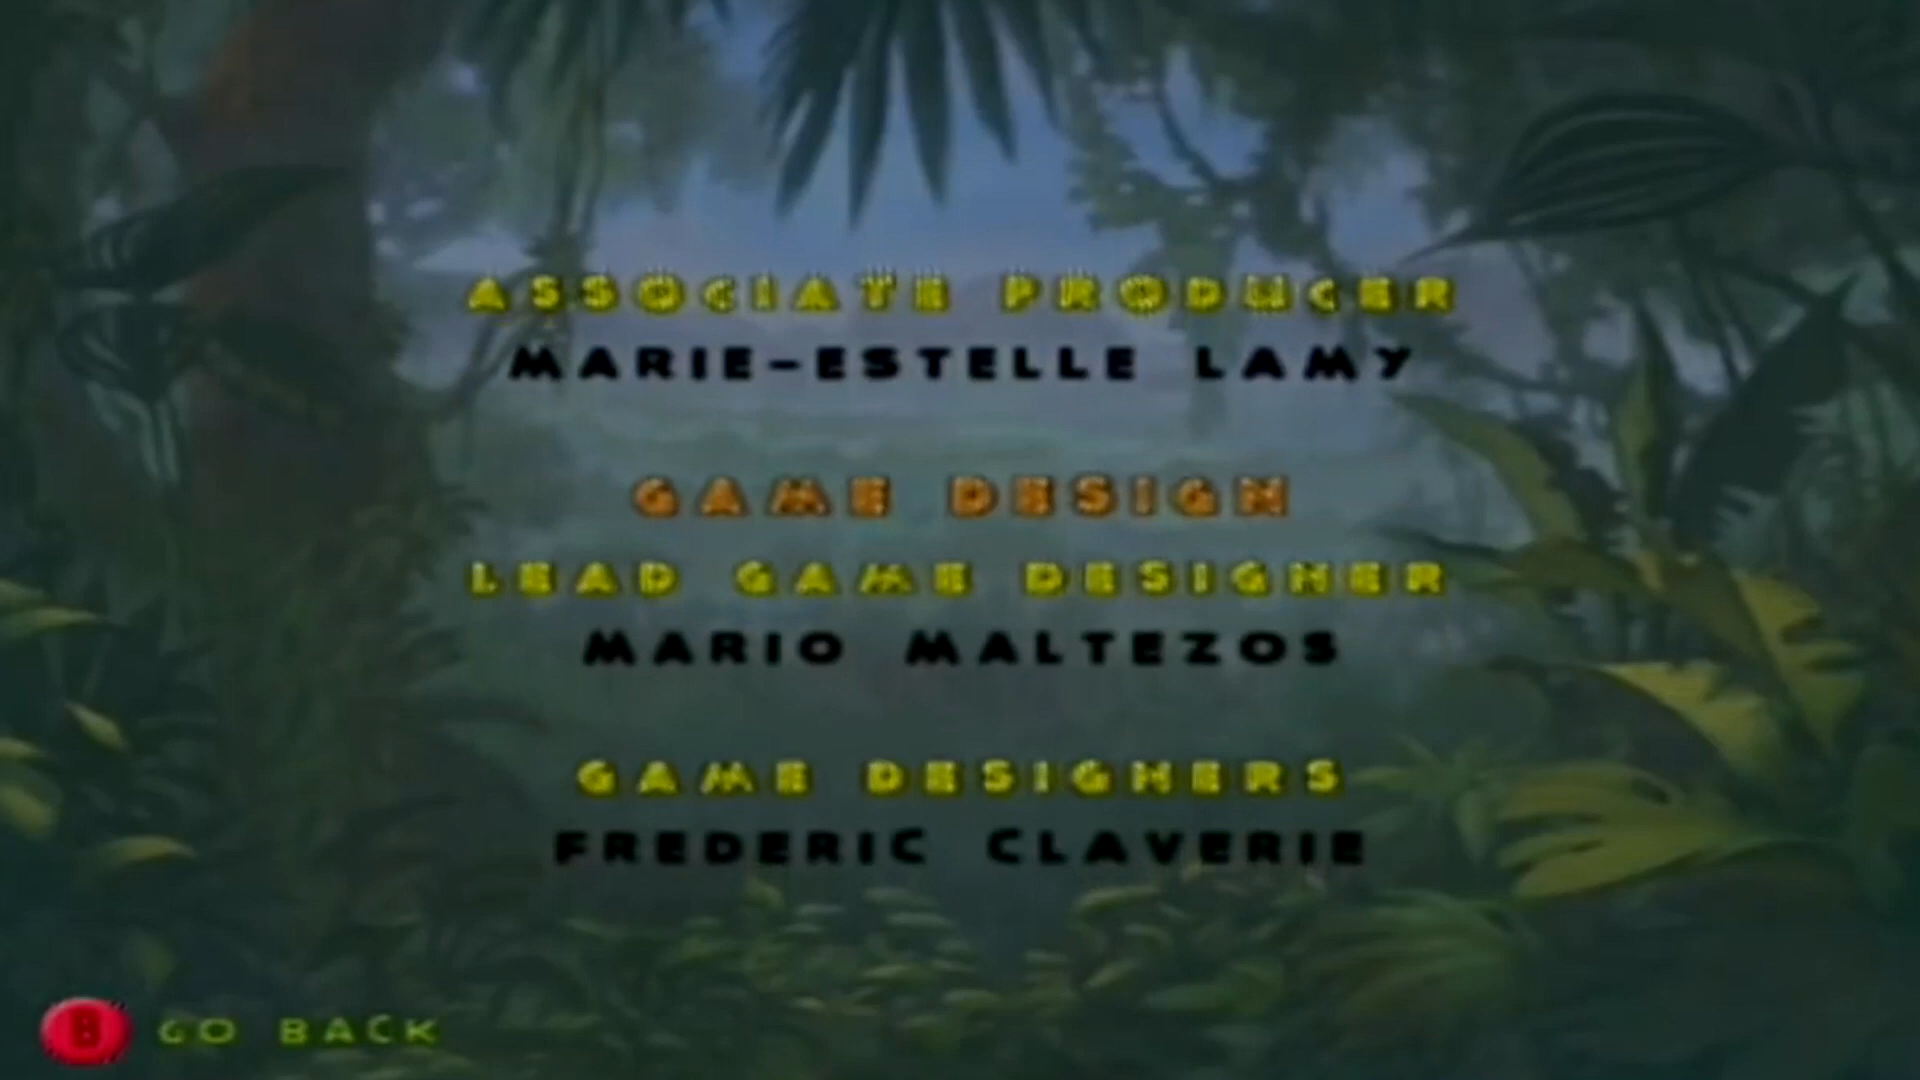 ASSOCIATE PRODUCER
MARIE-ESTELLE LAMY
GAME DESIGN
LEAD GAME DESIGNER
MARIO MALTEZOS
GAME DESIGNERS
FREDERIC CLAVERIE
B GO BACK